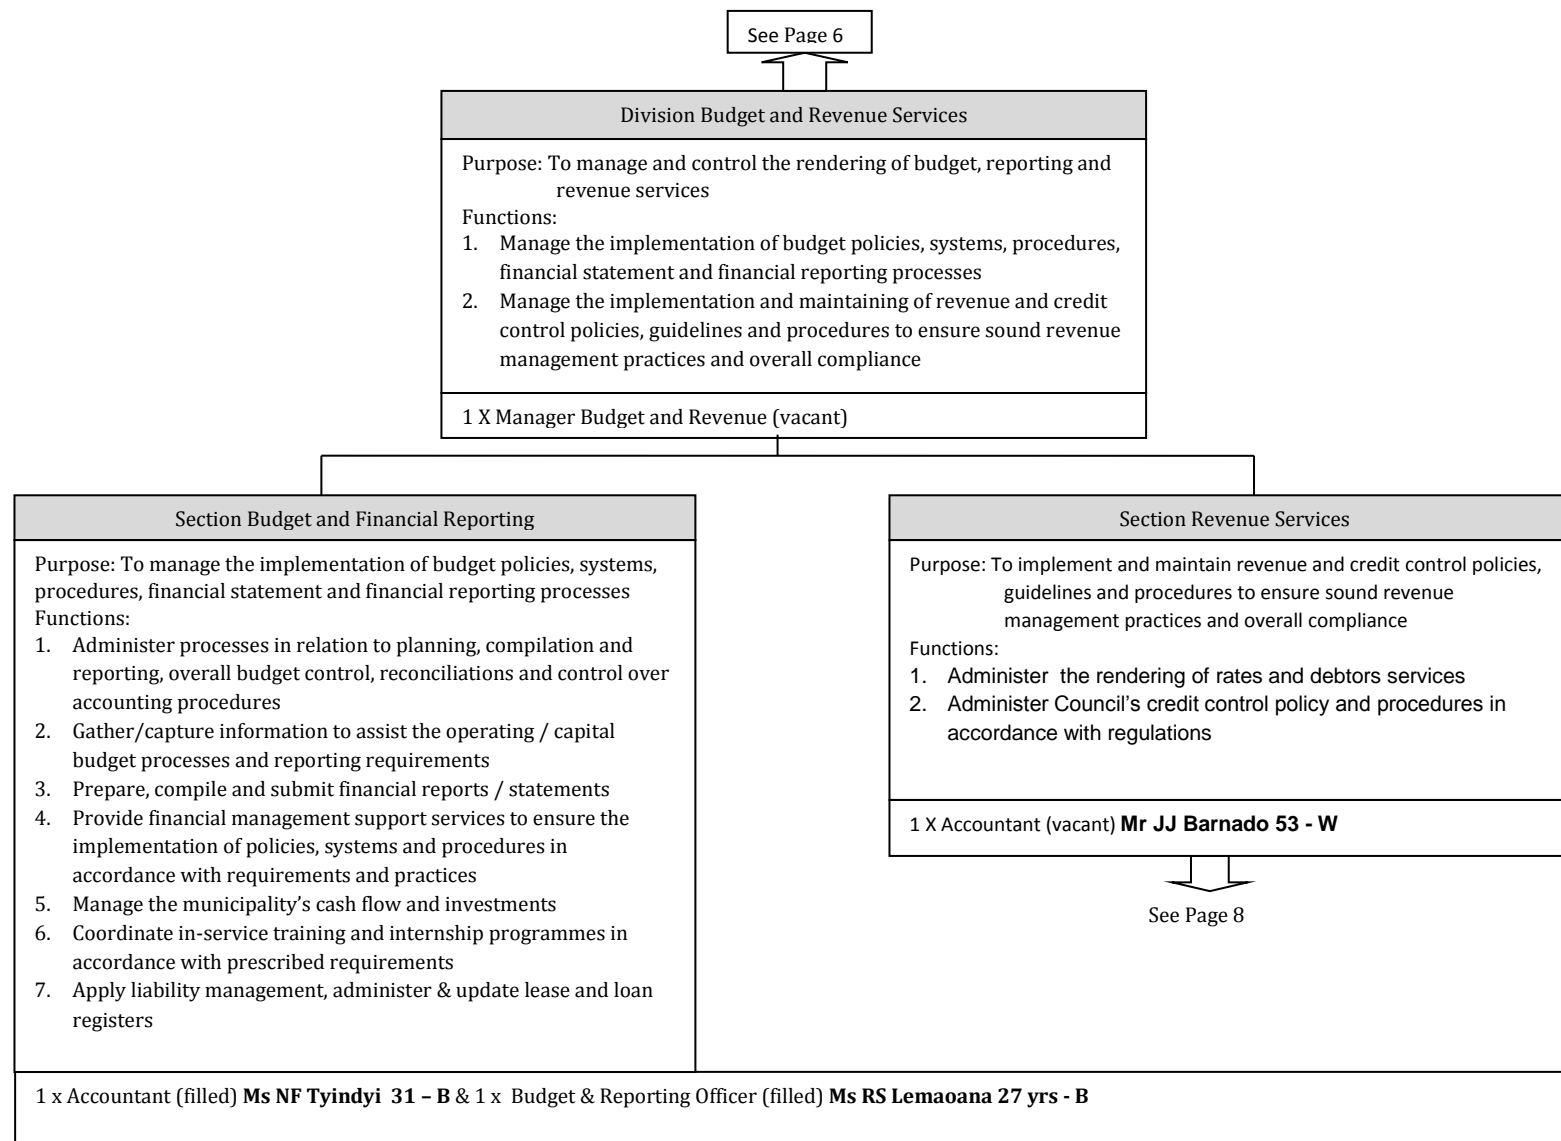 See Page 6
Division Budget and Revenue Services
Purpose: To manage and control the rendering of budget, reporting and
revenue services
Functions:
1. Manage the implementation of budget policies, systems, procedures,
financial statement and financial reporting processes
2. Manage the implementation and maintaining of revenue and credit
control policies, guidelines and procedures to ensure sound revenue
management practices and overall compliance
1 X Manager Budget and Revenue (vacant)
Section Budget and Financial Reporting
Purpose: To manage the implementation of budget policies, systems,
procedures, financial statement and financial reporting processes
Functions:
1. Administer processes in relation to planning, compilation and
reporting, overall budget control, reconciliations and control over
accounting procedures
2. Gather/capture information to assist the operating / capital
budget processes and reporting requirements
3. Prepare, compile and submit financial reports / statements
4. Provide financial management support services to ensure the
implementation of policies, systems and procedures in
accordance with requirements and practices
5. Manage the municipality’s cash flow and investments
6. Coordinate in-service training and internship programmes in
accordance with prescribed requirements
7. Apply liability management, administer & update lease and loan
registers
1 x Accountant (filled) Ms NF Tyindyi 31 – B & 1 x Budget & Reporting Officer (filled) Ms RS Lemaoana 27 yrs - B
Section Revenue Services
Purpose: To implement and maintain revenue and credit control policies,
guidelines and procedures to ensure sound revenue
management practices and overall compliance
Functions:
1. Administer the rendering of rates and debtors services
2. Administer Council’s credit control policy and procedures in
accordance with regulations
1 X Accountant (vacant) Mr JJ Barnado 53 - W
See Page 8